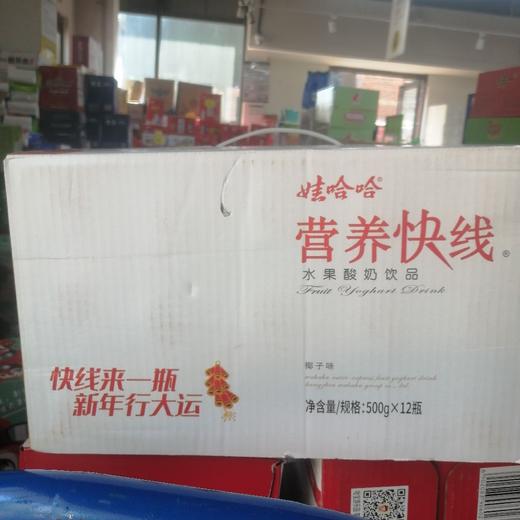 娃哈哈®
营养快线®
水果酸奶饮品
Fruit Yoghurt Drink
椰子味
净含量/规格:500g×12瓶
快线来一瓶
新年行大运